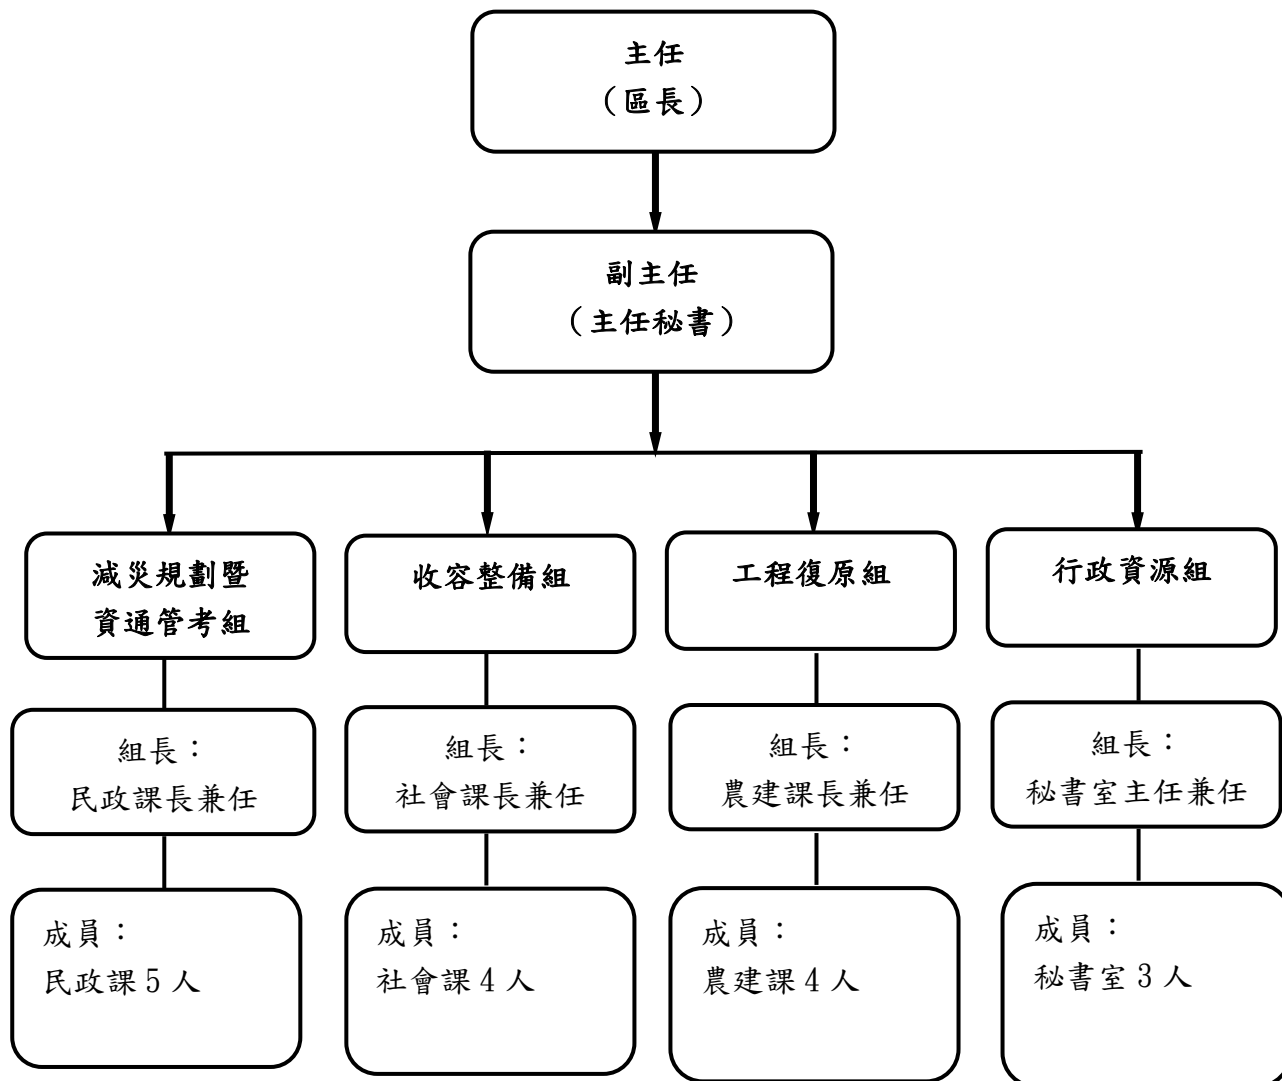 主任
（區長）
副主任
（主任秘書）
減災規劃暨
資通管考組
收容整備組
工程復原組
行政資源組
組長：
民政課長兼任
組長：
社會課長兼任
組長：
農建課長兼任
組長：
秘書室主任兼任
成員：
民政課 5 人
成員：
社會課 4 人
成員：
農建課 4 人
成員：
秘書室 3 人